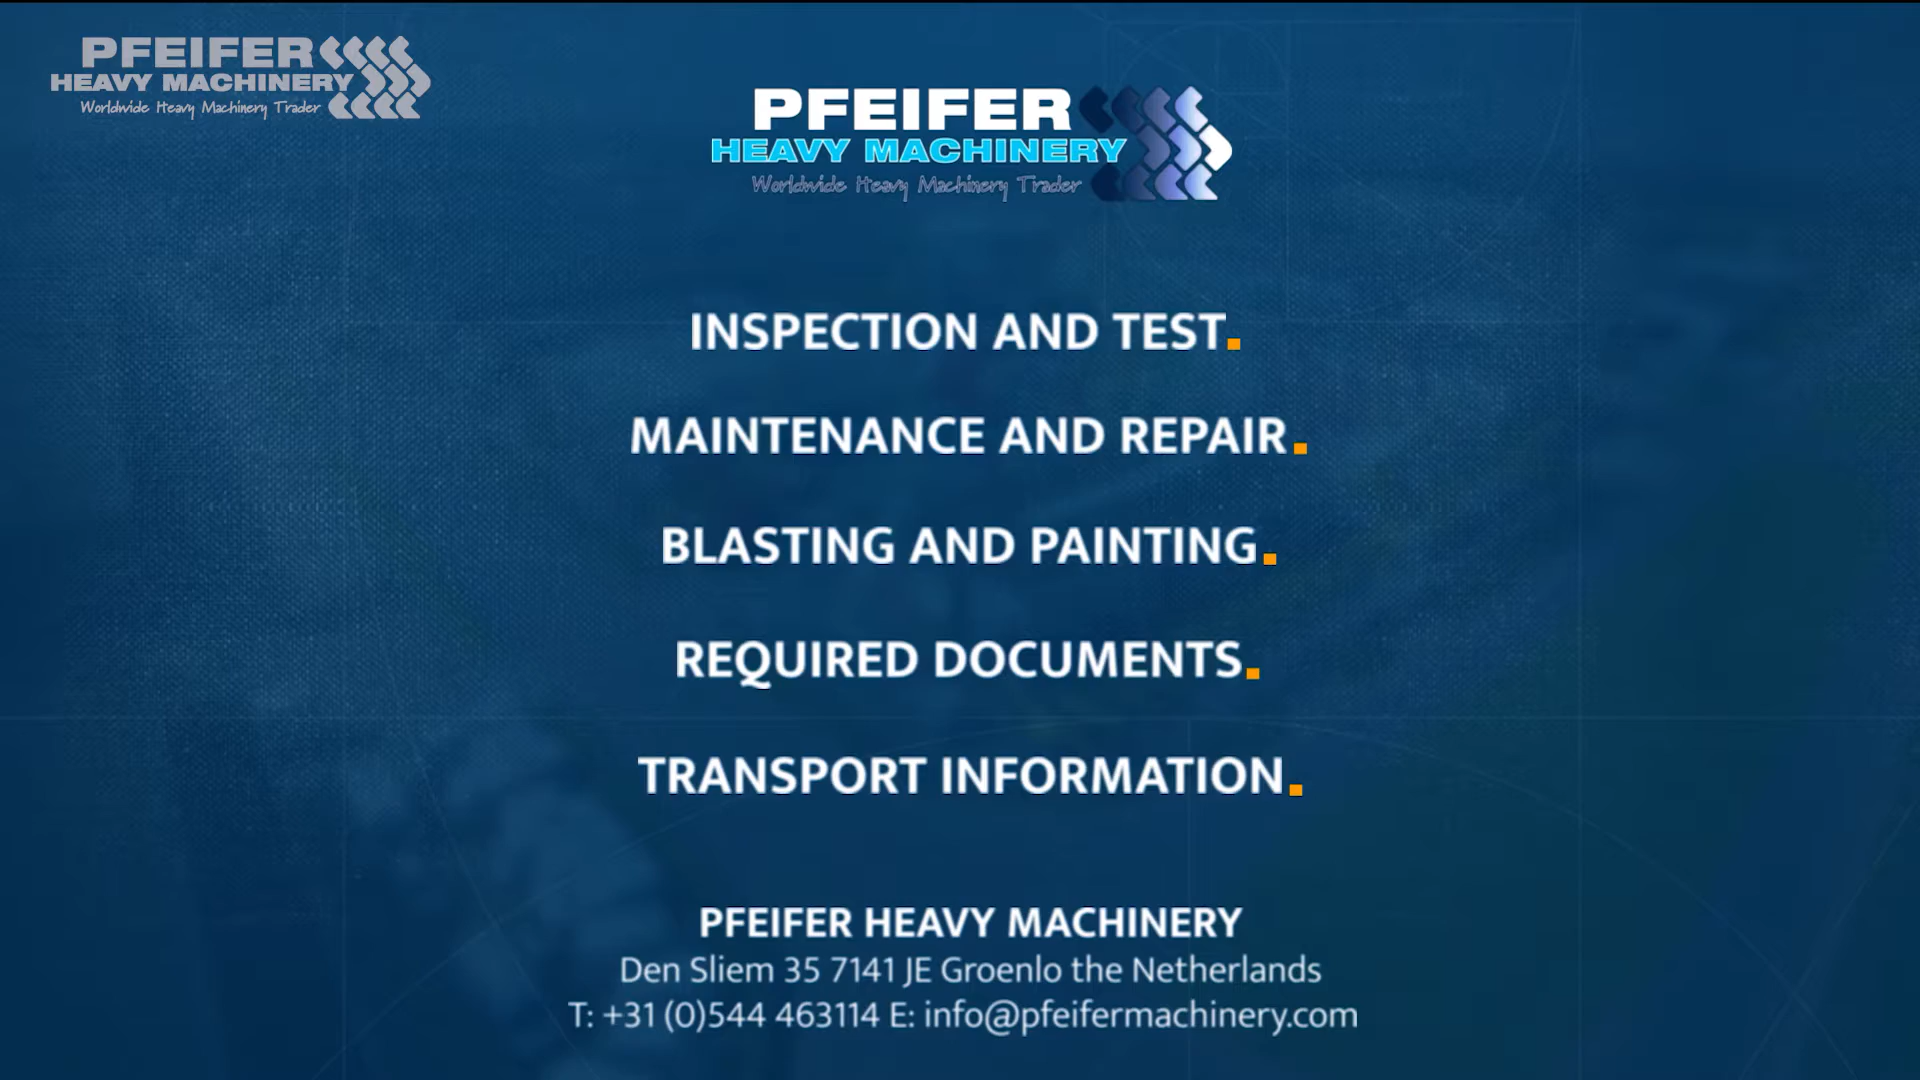 PFEIFER
HEAVY MACHINERY
Worldwide Heavy Machinery Trader
PFEIFER
HEAVY MACHINERY
Worldwide Heavy Machinery Trader
INSPECTION AND TEST.
MAINTENANCE AND REPAIR.
BLASTING AND PAINTING.
REQUIRED DOCUMENTS.
TRANSPORT INFORMATION.
PFEIFER HEAVY MACHINERY
Den Sliem 35 7141 JE Groenlo the Netherlands
T: +31 (0)544 463114 E: info@pfeifermachinery.com